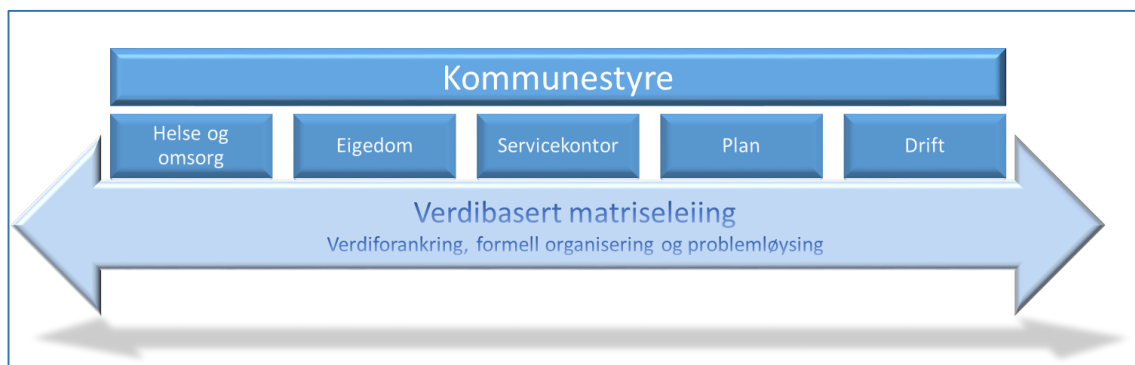 Kommunestyre
Helse og
omsorg
Eigedom
Servicekontor
Plan
Drift
Verdibasert matriseleiing
Verdiforankring, formell organisering og problemløysing